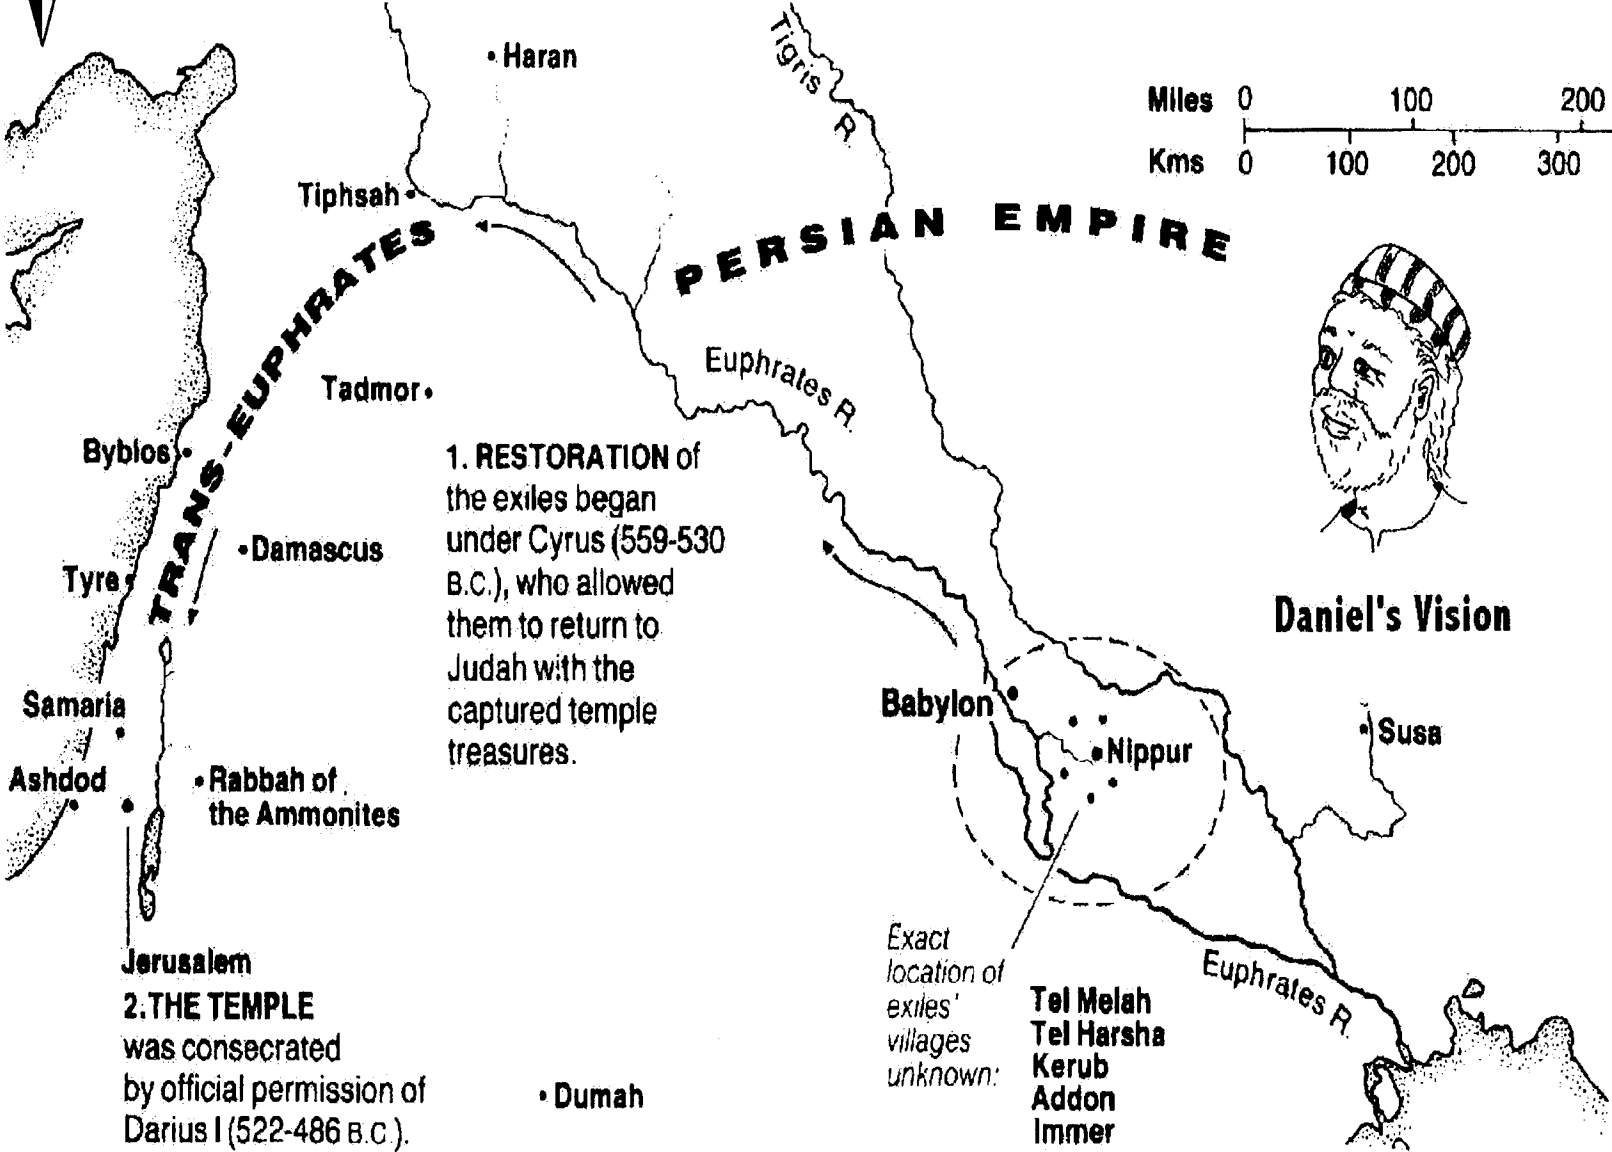 Haran
Tigris R
Miles 0 100 200
Kms 0 100 200 300
Tiphsah
TRANS-EUPHRATES
PERSIAN EMPIRE
Euphrates R.
Tadmor
Byblos
1. RESTORATION of
the exiles began
under Cyrus (559-530
B.C.), who allowed
them to return to
Judah with the
captured temple
treasures.
Damascus
Tyre
Daniel's Vision
Samaria
Babylon
Nippur
Susa
Ashdod
Rabbah of
the Ammonites
Jerusalem
2.THE TEMPLE
was consecrated
by official permission of
Darius I (522-486 B.C.).
Dumah
Exact
location of
exiles'
villages
unknown:
Tel Melah
Tel Harsha
Kerub
Addon
Immer
Euphrates R.